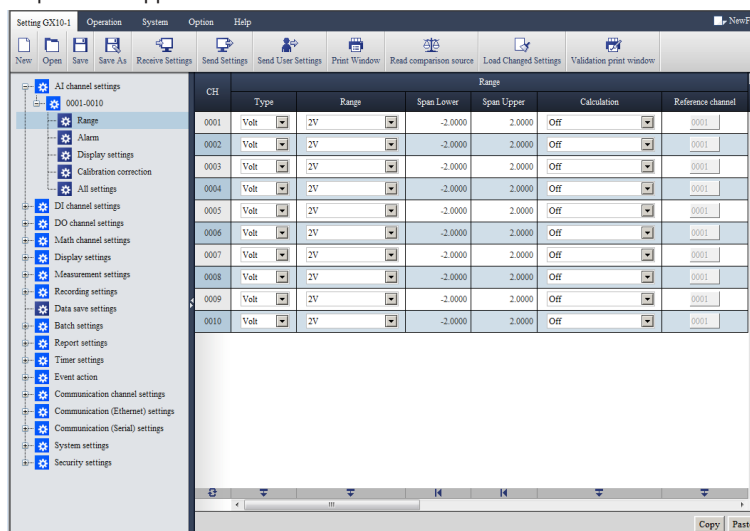 Setting GX10-1 Operation System Option Help
New Open Save Save As Receive Settings Send Settings Send User Settings Print Window Read comparison source Load Changed Settings Validation print window
AI channel settings
0001-0010
Range
Alarm
Display settings
Calibration correction
All settings
DI channel settings
DO channel settings
Math channel settings
Display settings
Measurement settings
Recording settings
Data save settings
Batch settings
Report settings
Timer settings
Event action
Communication channel settings
Communication (Ethernet) settings
Communication (Serial) settings
System settings
Security settings
CH Range
Type Range Span Lower Span Upper Calculation Reference channel
0001 Volt 2V -2.0000 2.0000 Off 0001
0002 Volt 2V -2.0000 2.0000 Off 0001
0003 Volt 2V -2.0000 2.0000 Off 0001
0004 Volt 2V -2.0000 2.0000 Off 0001
0005 Volt 2V -2.0000 2.0000 Off 0001
0006 Volt 2V -2.0000 2.0000 Off 0001
0007 Volt 2V -2.0000 2.0000 Off 0001
0008 Volt 2V -2.0000 2.0000 Off 0001
0009 Volt 2V -2.0000 2.0000 Off 0001
0010 Volt 2V -2.0000 2.0000 Off 0001
Copy